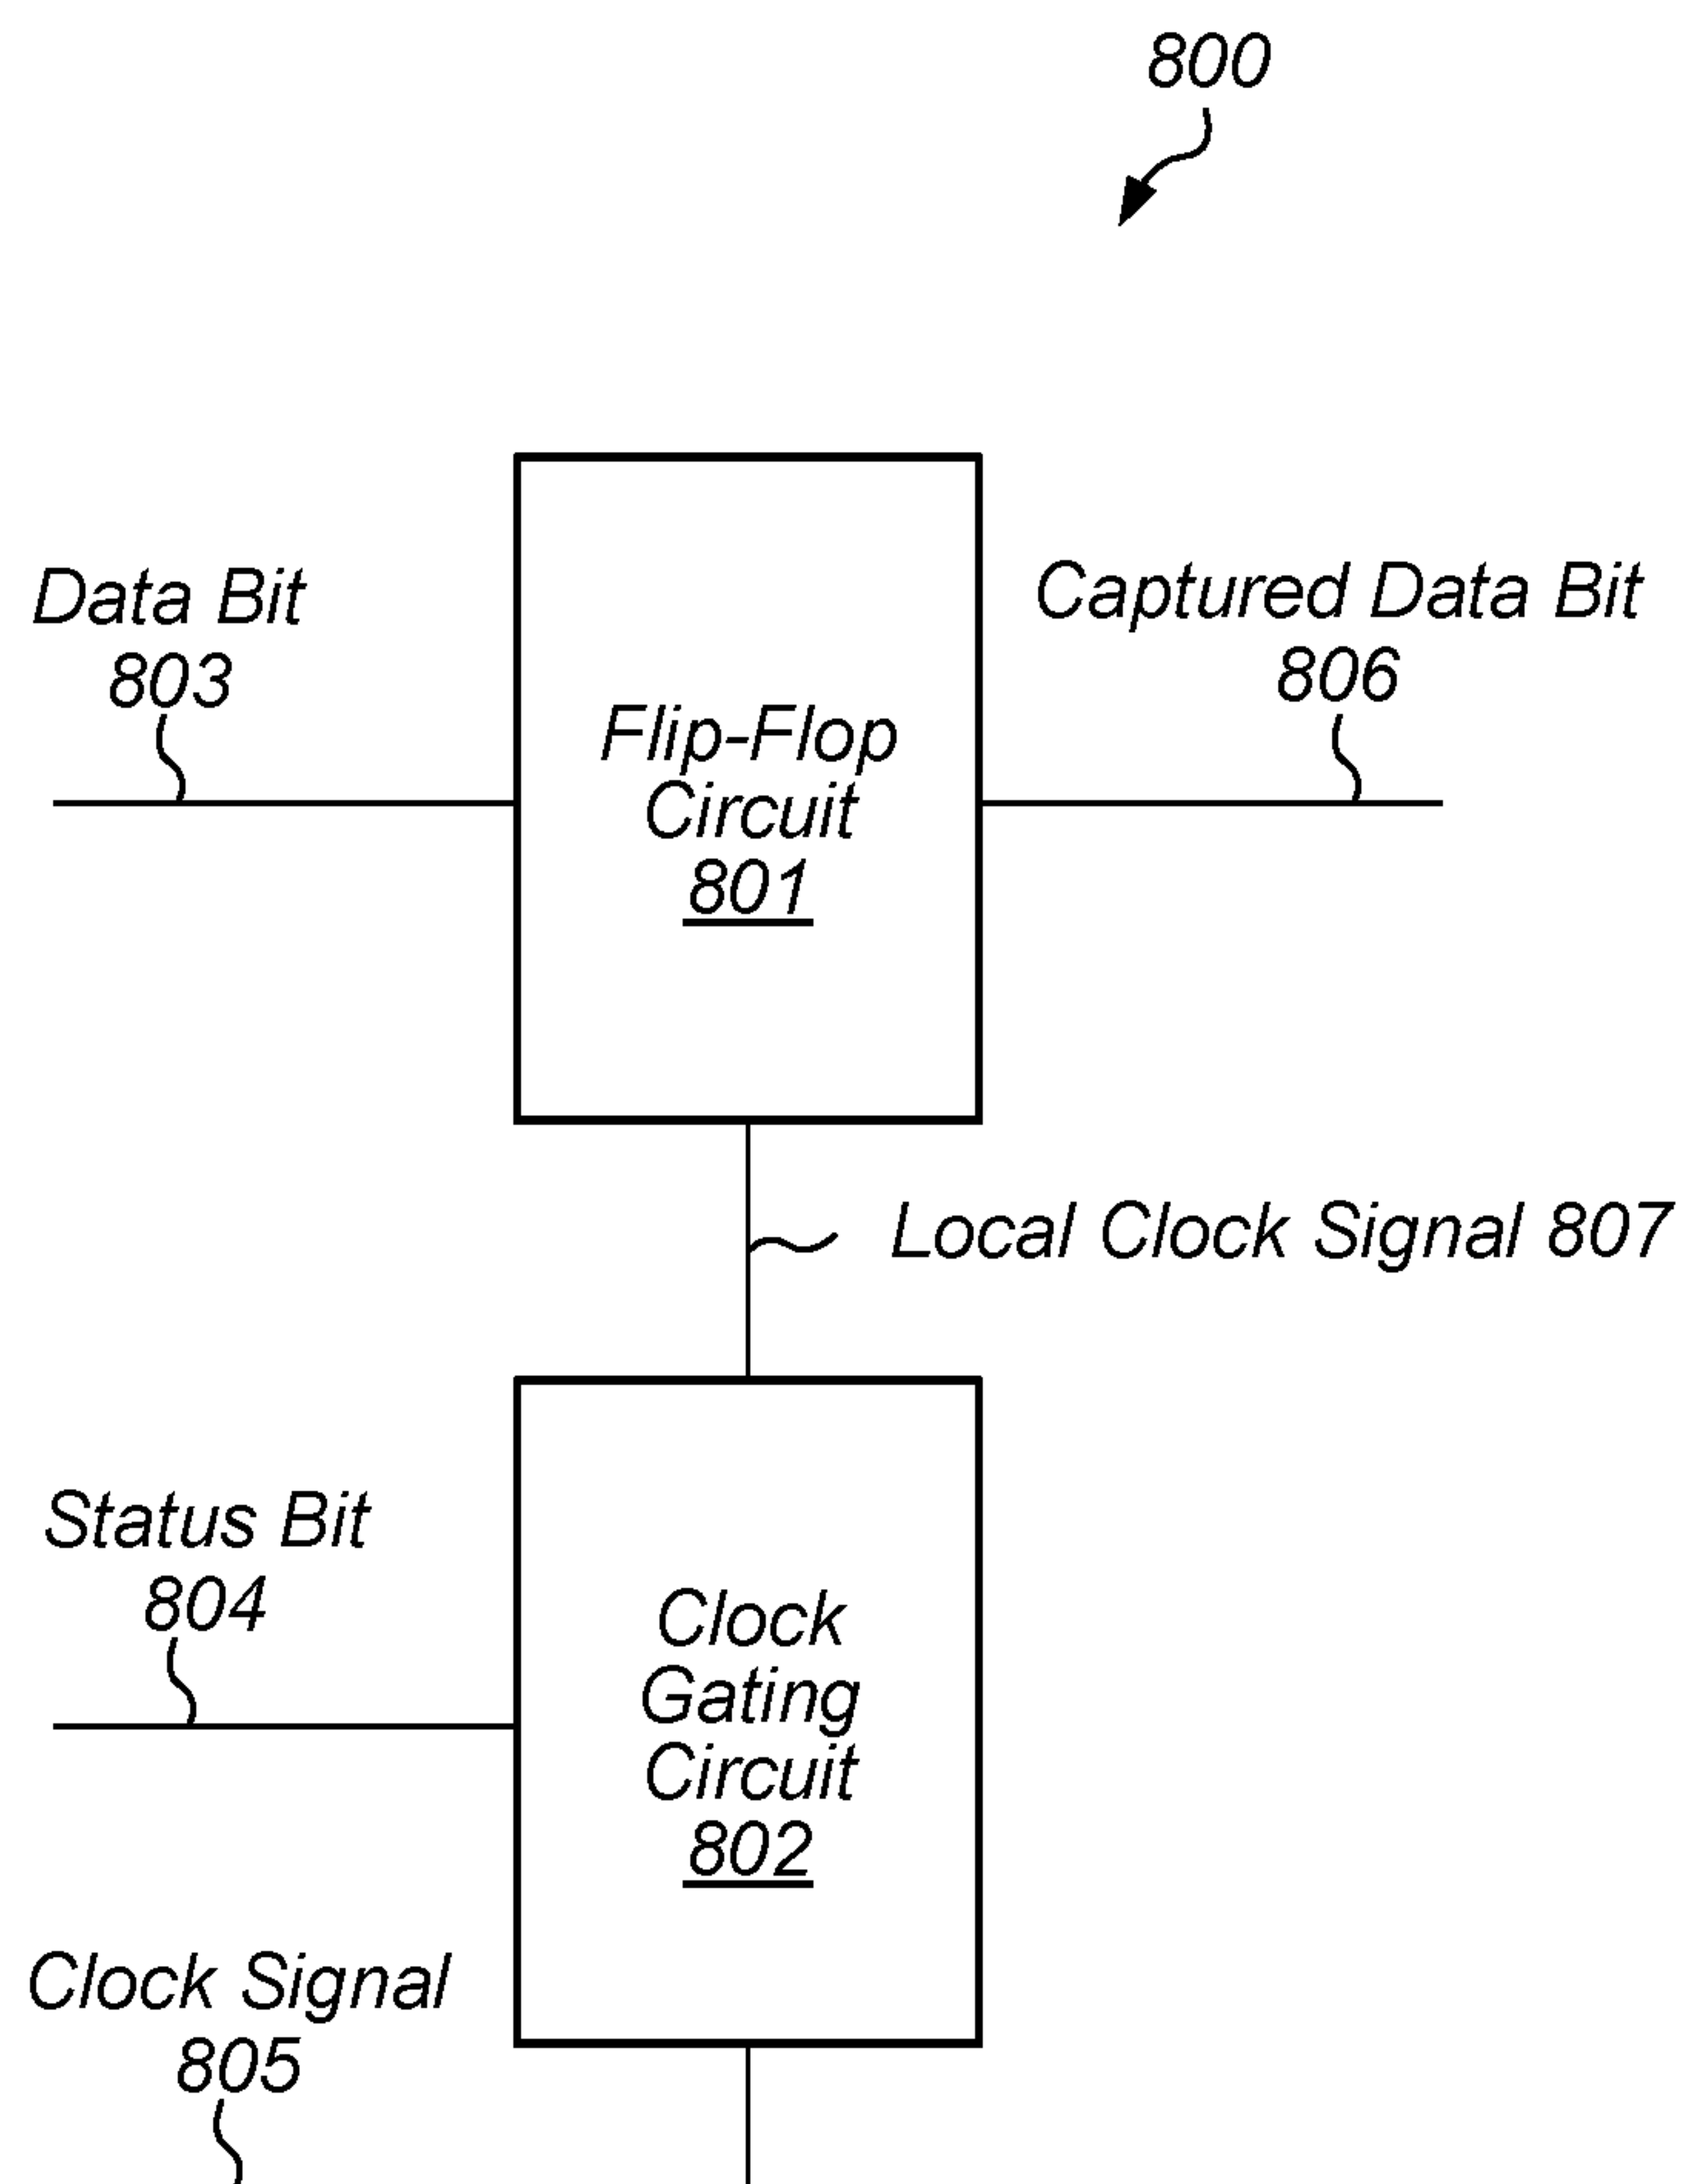 800
Data Bit
803
Captured Data Bit
806
Flip-Flop
Circuit
801
Local Clock Signal 807
Status Bit
804
Clock
Gating
Circuit
802
Clock Signal
805